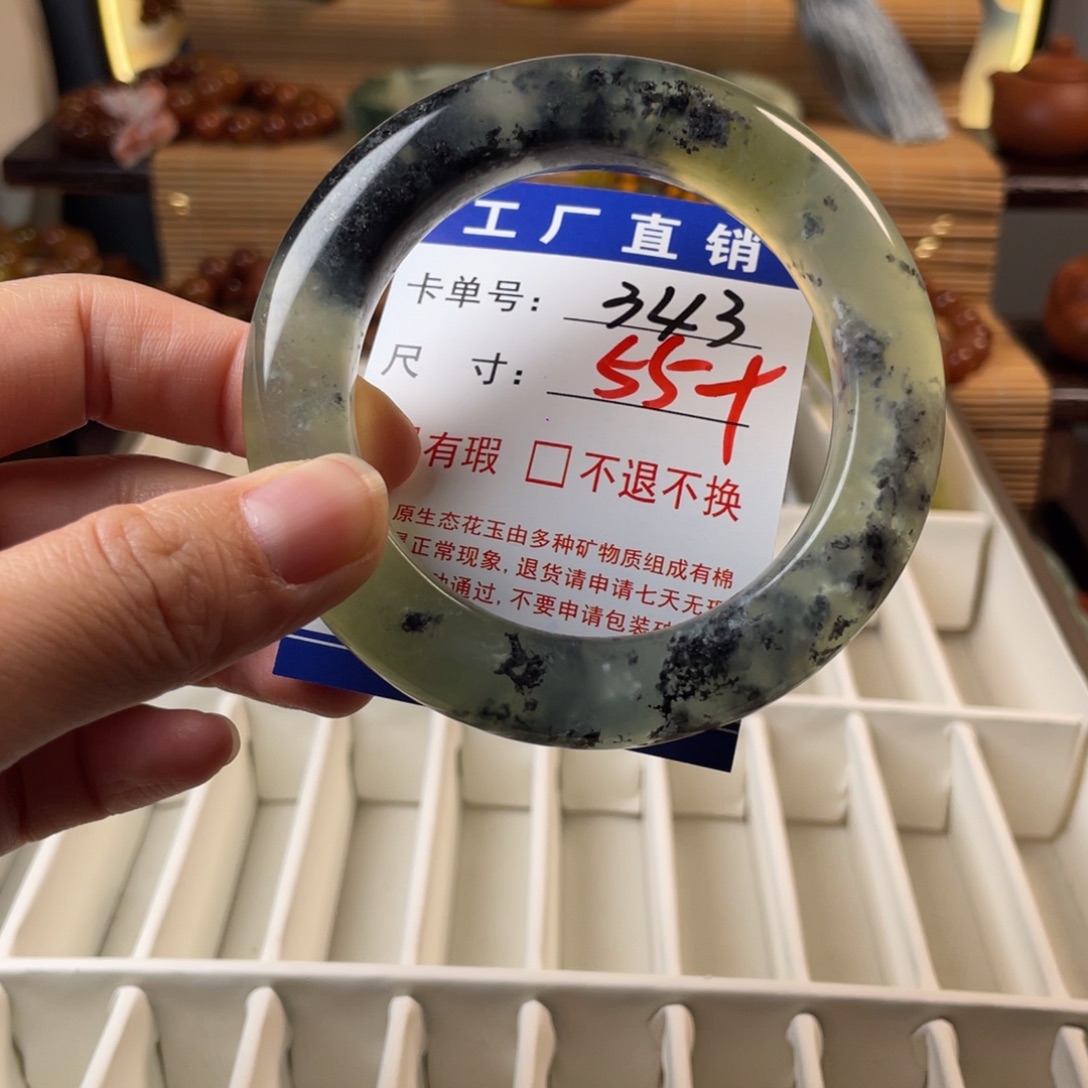 工厂直销
卡单号：343
尺 寸：55+
有瑕 □不退不换
原生态花玉由多种矿物质组成有棉
正常现象,退货请申请七天无
通过,不要申请包装